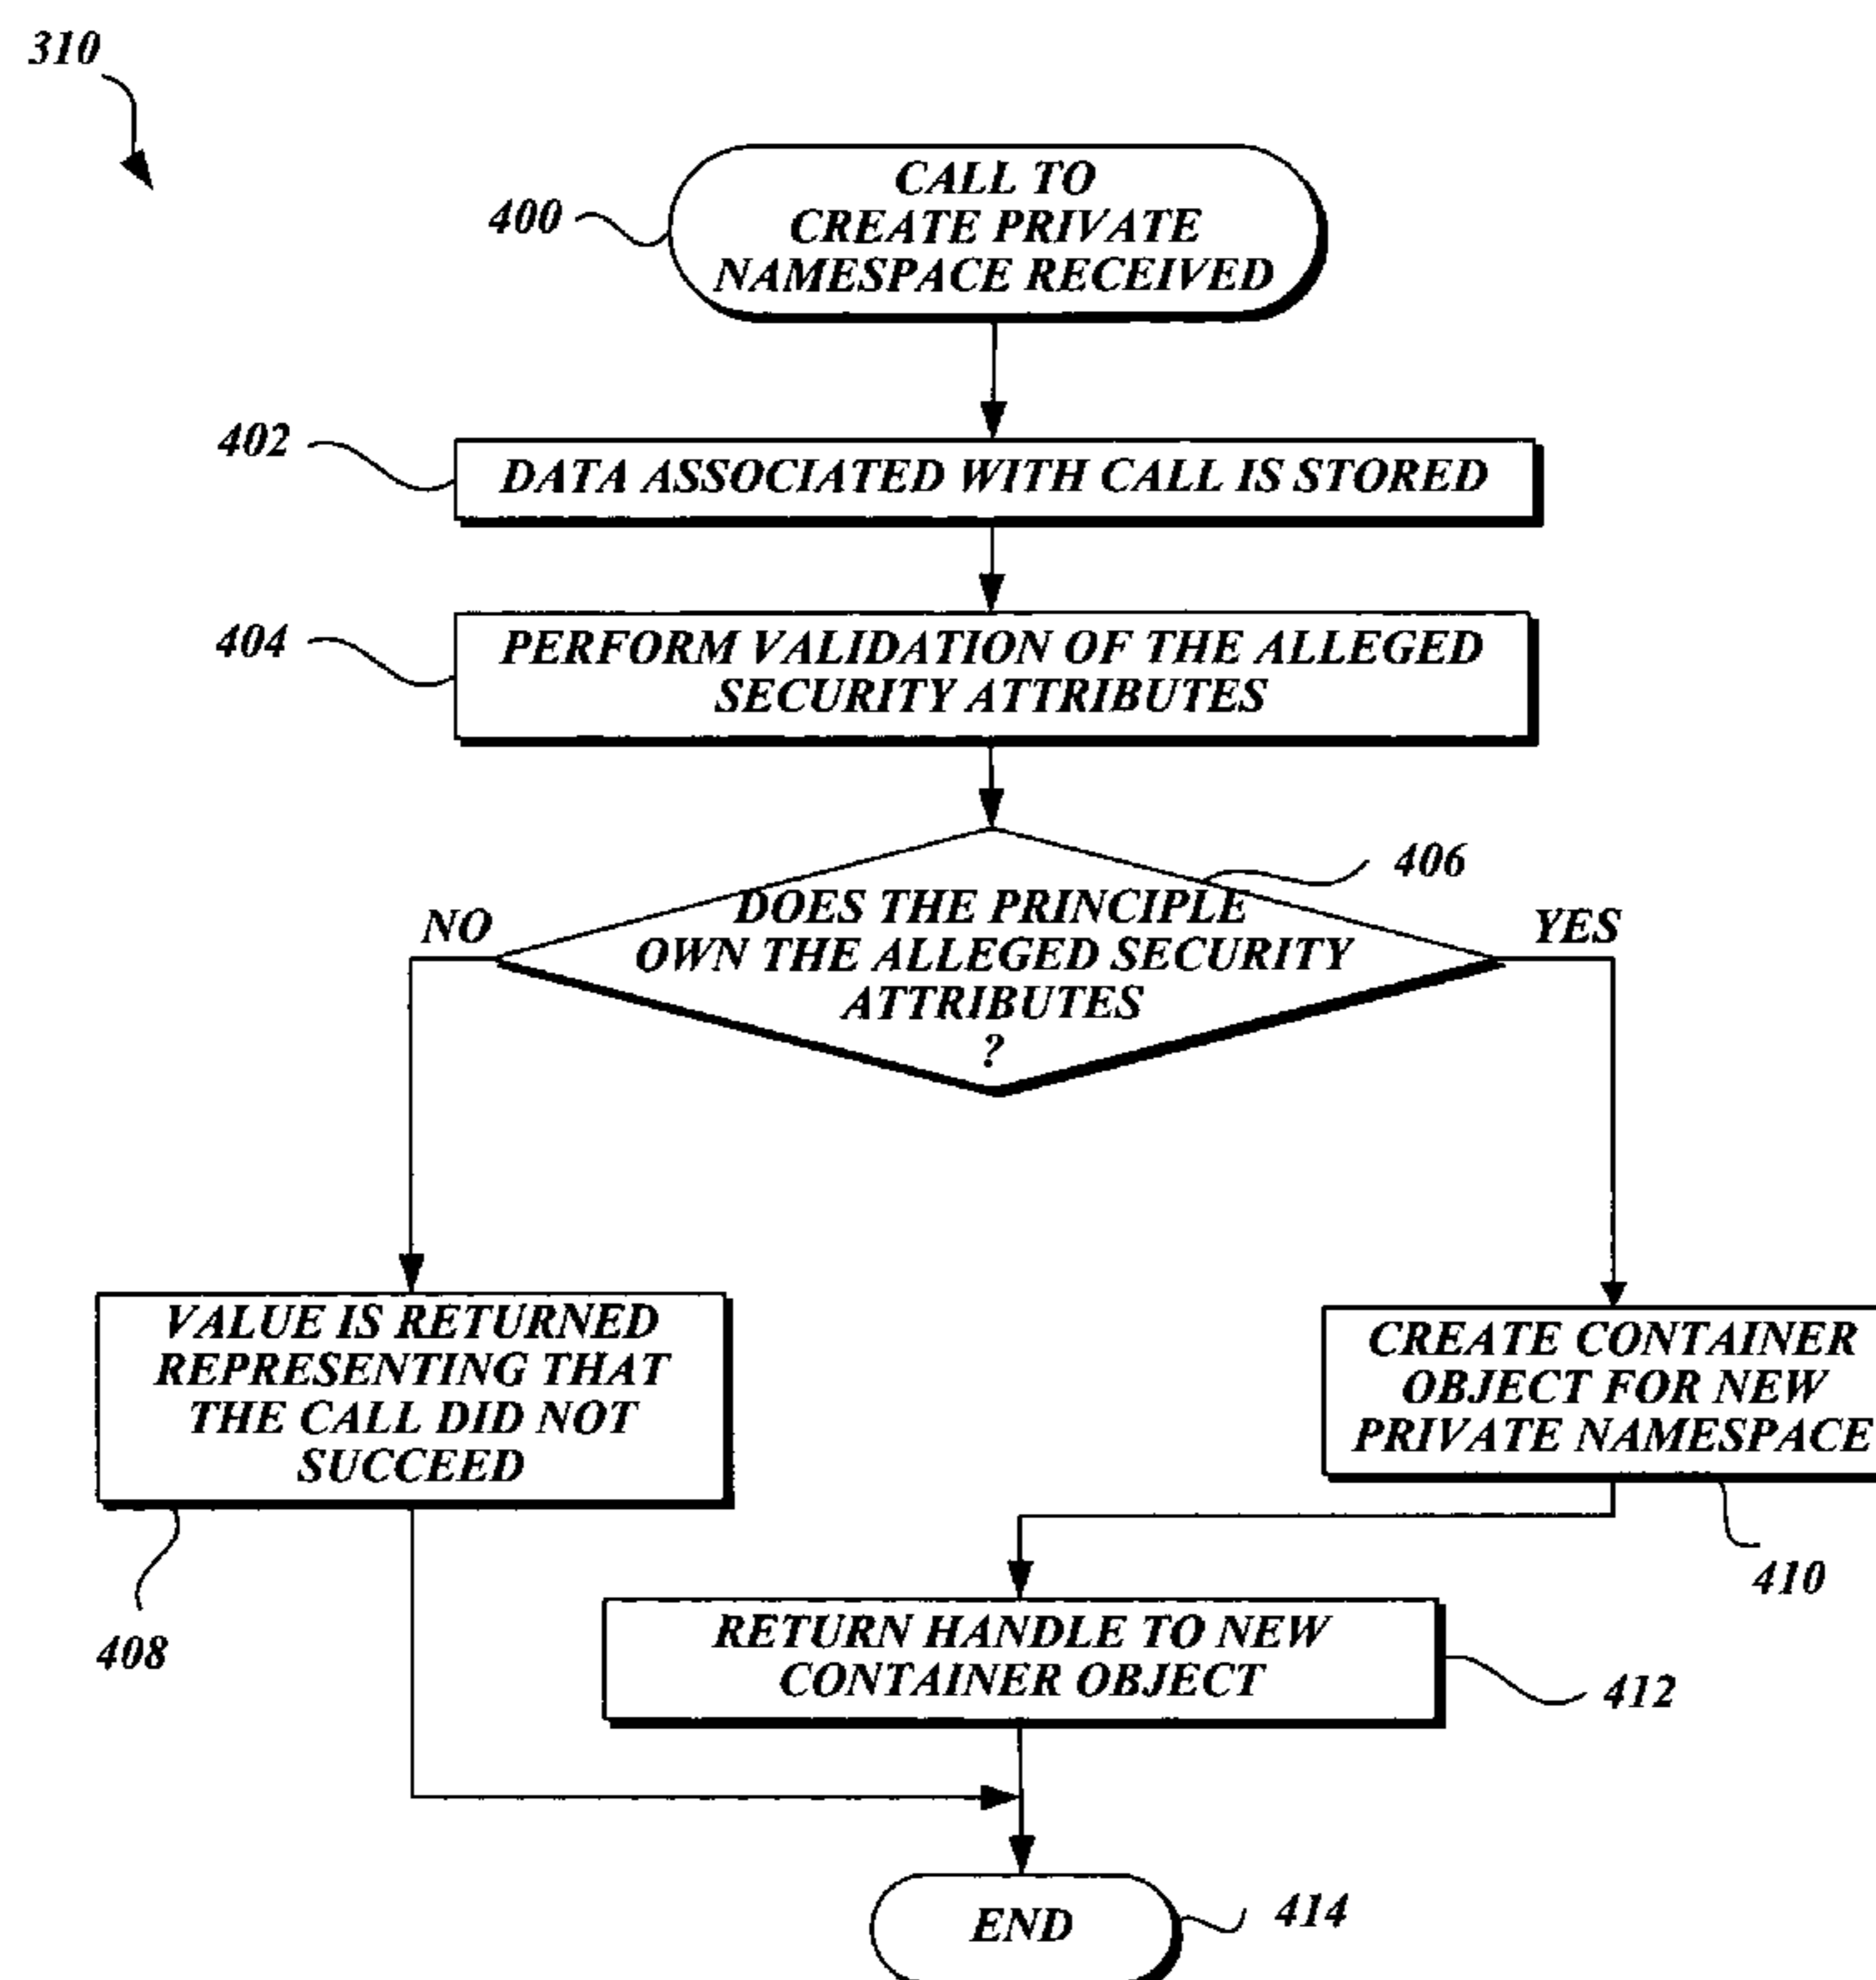 310
400
CALL TO
CREATE PRIVATE
NAMESPACE RECEIVED
402
DATA ASSOCIATED WITH CALL IS STORED
404
PERFORM VALIDATION OF THE ALLEGED
SECURITY ATTRIBUTES
406
DOES THE PRINCIPLE
OWN THE ALLEGED SECURITY
ATTRIBUTES
?
NO
YES
VALUE IS RETURNED
REPRESENTING THAT
THE CALL DID NOT
SUCCEED
408
CREATE CONTAINER
OBJECT FOR NEW
PRIVATE NAMESPACE
410
RETURN HANDLE TO NEW
CONTAINER OBJECT
412
END
414